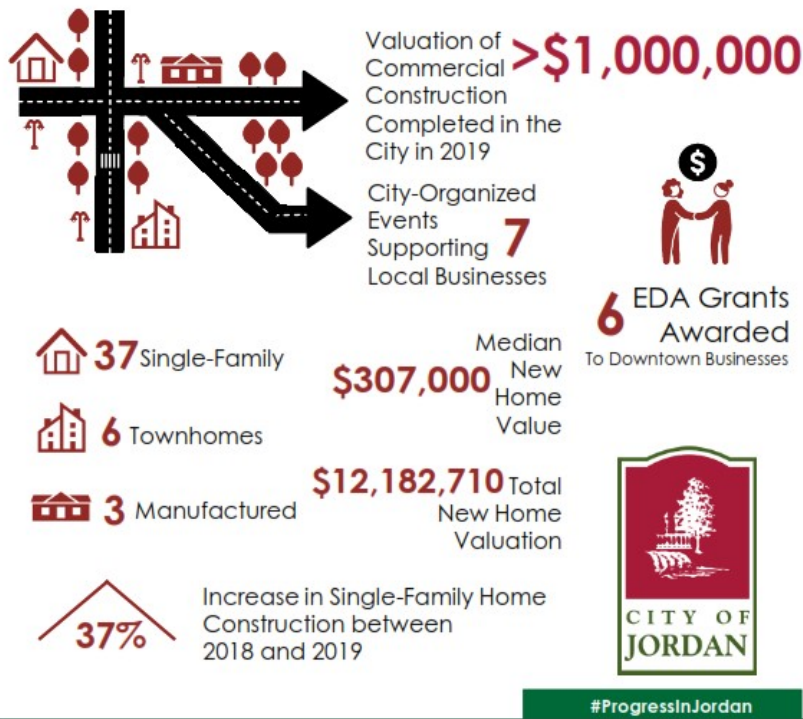 Valuation of
Commercial >$1,000,000
Construction
Completed in the
City in 2019
$
City-Organized
Events
Supporting 7
Local Businesses
6 EDA Grants
Awarded
To Downtown Businesses
37 Single-Family
6 Townhomes
3 Manufactured
Median
$307,000 New
Home
Value
$12,182,710 Total
New Home
Valuation
37%
Increase in Single-Family Home
Construction between
2018 and 2019
CITY OF
JORDAN
#ProgressInJordan